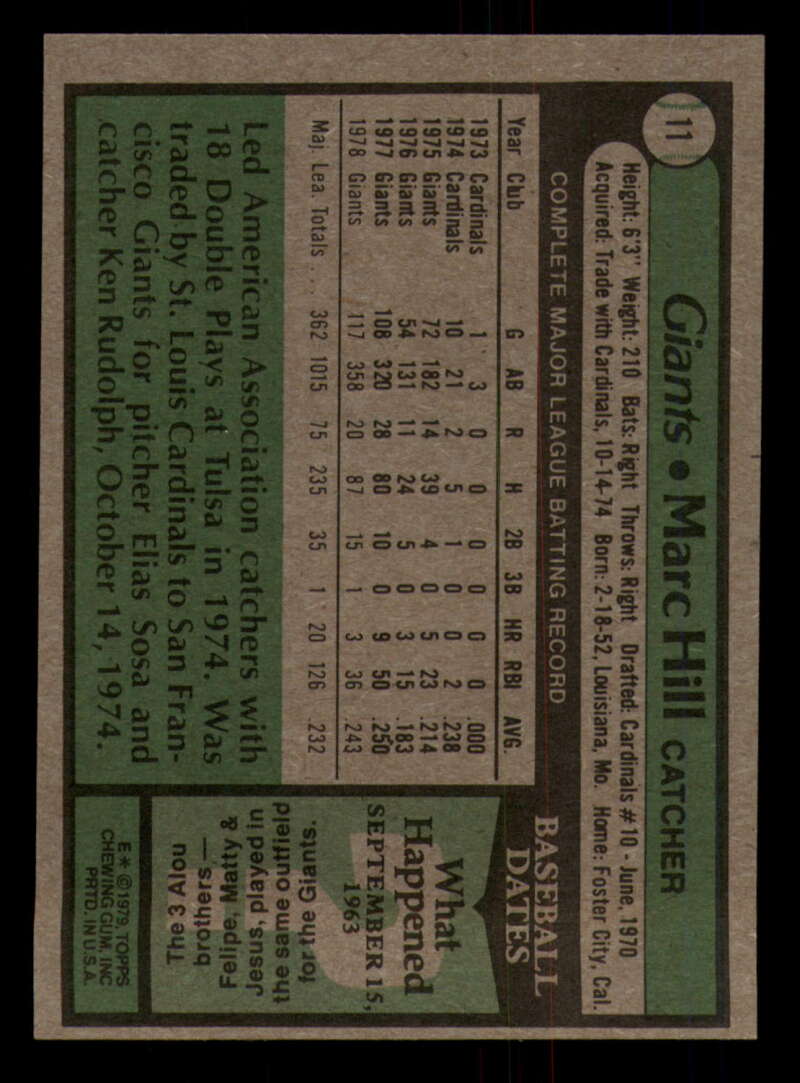 11
Giants • Marc Hill CATCHER
Height: 6'3" Weight: 210 Bats: Right Throws: Right Drafted: Cardinals #10 - June, 1970
Acquired: Trade with Cardinals, 10-14-74 Born: 2-18-52, Louisiana, Mo. Home: Foster City, Cal.
COMPLETE MAJOR LEAGUE BATTING RECORD
Year Club G AB R H 2B 3B HR RBI AVG.
1973 Cardinals 1 3 0 0 0 0 0 0 .000
1974 Cardinals 10 21 2 5 1 0 0 2 .238
1975 Giants 72 182 14 39 4 0 5 23 .214
1976 Giants 54 131 11 24 5 0 3 15 .183
1977 Giants 108 320 28 80 10 0 9 50 .250
1978 Giants 117 358 20 87 15 1 3 36 .243
Maj. Lea. Totals ... 362 1015 75 235 35 1 20 126 .232
Led American Association catchers with
18 Double Plays at Tulsa in 1974. Was
traded by St. Louis Cardinals to San Fran-
cisco Giants for pitcher Elias Sosa and
catcher Ken Rudolph, October 14, 1974.
BASEBALL
DATES
What
Happened
SEPTEMBER 15,
1963
The 3 Alou
brothers —
Felipe, Matty &
Jesus, played in
the same outfield
for the Giants.
E* © 1979, TOPPS
CHEWING GUM, INC
PRTD. IN U.S.A.